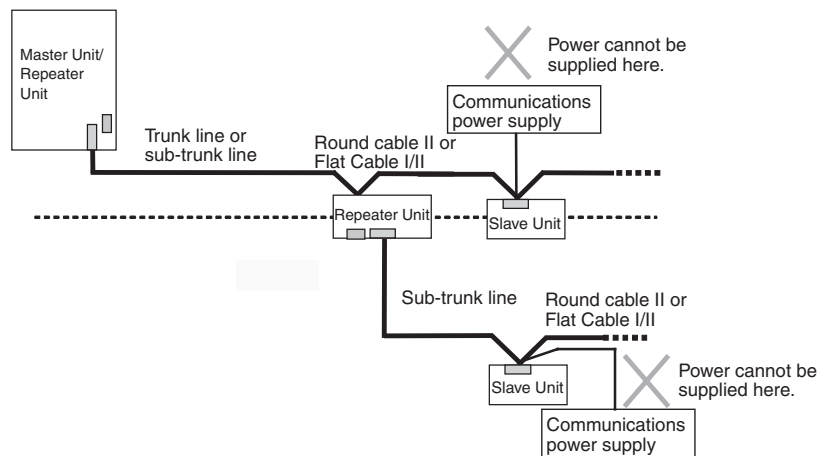 Master Unit/
Repeater
Unit
Power cannot be
supplied here.
Communications
power supply
Trunk line or
sub-trunk line
Round cable II or
Flat Cable I/II
Repeater Unit
Slave Unit
Sub-trunk line
Round cable II or
Flat Cable I/II
Slave Unit
Power cannot be
supplied here.
Communications
power supply